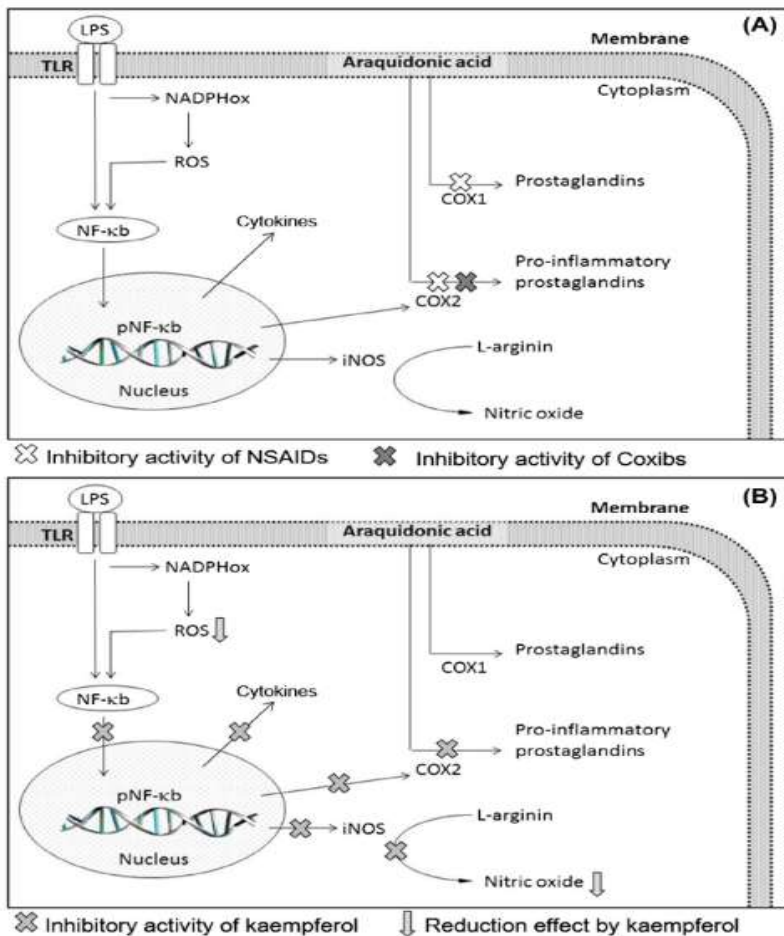 (A)
LPS
Membrane
TLR
Araquidonic acid
Cytoplasm
NADPHox
ROS
Prostaglandins
COX1
NF-κb
Cytokines
Pro-inflammatory
prostaglandins
COX2
pNF-κb
L-arginin
iNOS
Nucleus
Nitric oxide
Inhibitory activity of NSAIDs
Inhibitory activity of Coxibs
(B)
LPS
Membrane
TLR
Araquidonic acid
Cytoplasm
NADPHox
ROS
Prostaglandins
COX1
NF-κb
Cytokines
Pro-inflammatory
prostaglandins
COX2
pNF-κb
L-arginin
iNOS
Nucleus
Nitric oxide
Inhibitory activity of kaempferol
Reduction effect by kaempferol